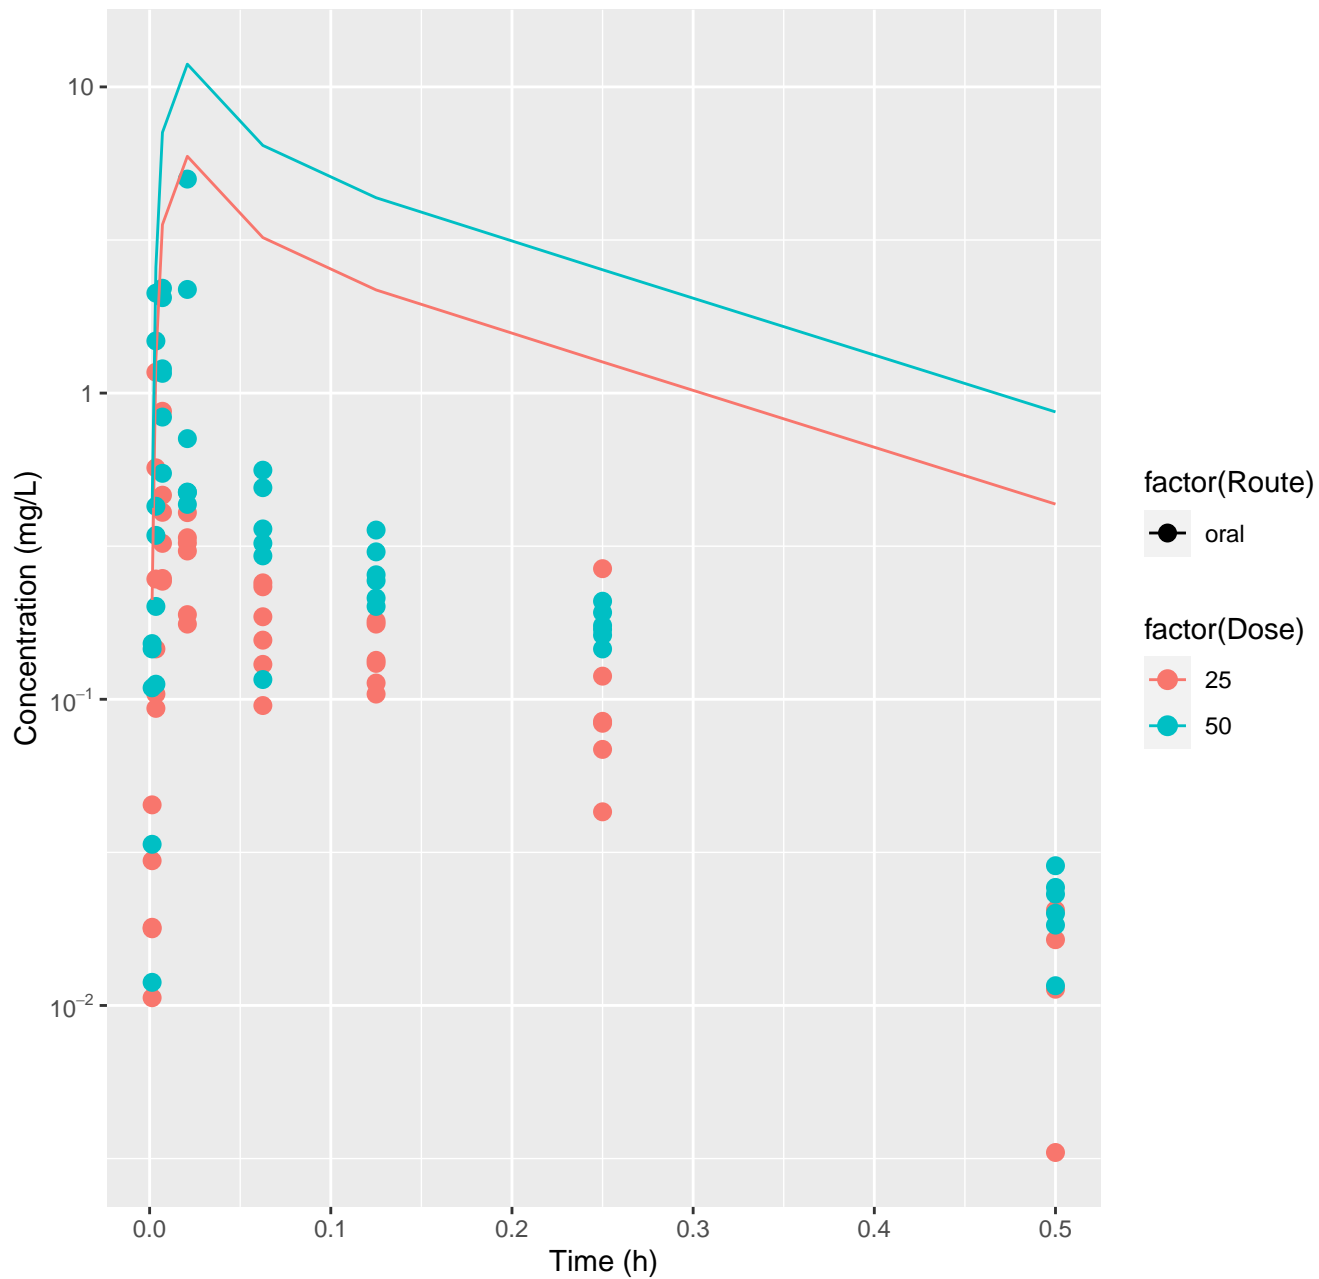 10
1
10⁻¹
10⁻²
Concentration (mg/L)
0.0 0.1 0.2 0.3 0.4 0.5
Time (h)
factor(Route)
oral
factor(Dose)
25
50